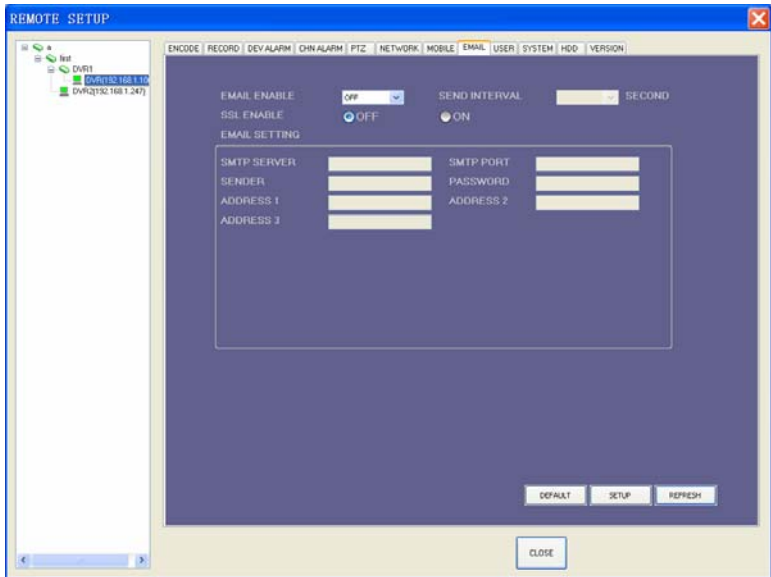 REMOTE SETUP
a
first
DVR1
DVR(192.168.1.10
DVR2(192.168.1.247)
ENCODE RECORD DEV ALARM CHN ALARM PTZ NETWORK MOBILE EMAIL USER SYSTEM HDD VERSION
EMAIL ENABLE OFF SEND INTERVAL SECOND
SSL ENABLE OFF ON
EMAIL SETTING
SMTP SERVER SMTP PORT
SENDER PASSWORD
ADDRESS 1 ADDRESS 2
ADDRESS 3
DEFAULT SETUP REFRESH
CLOSE